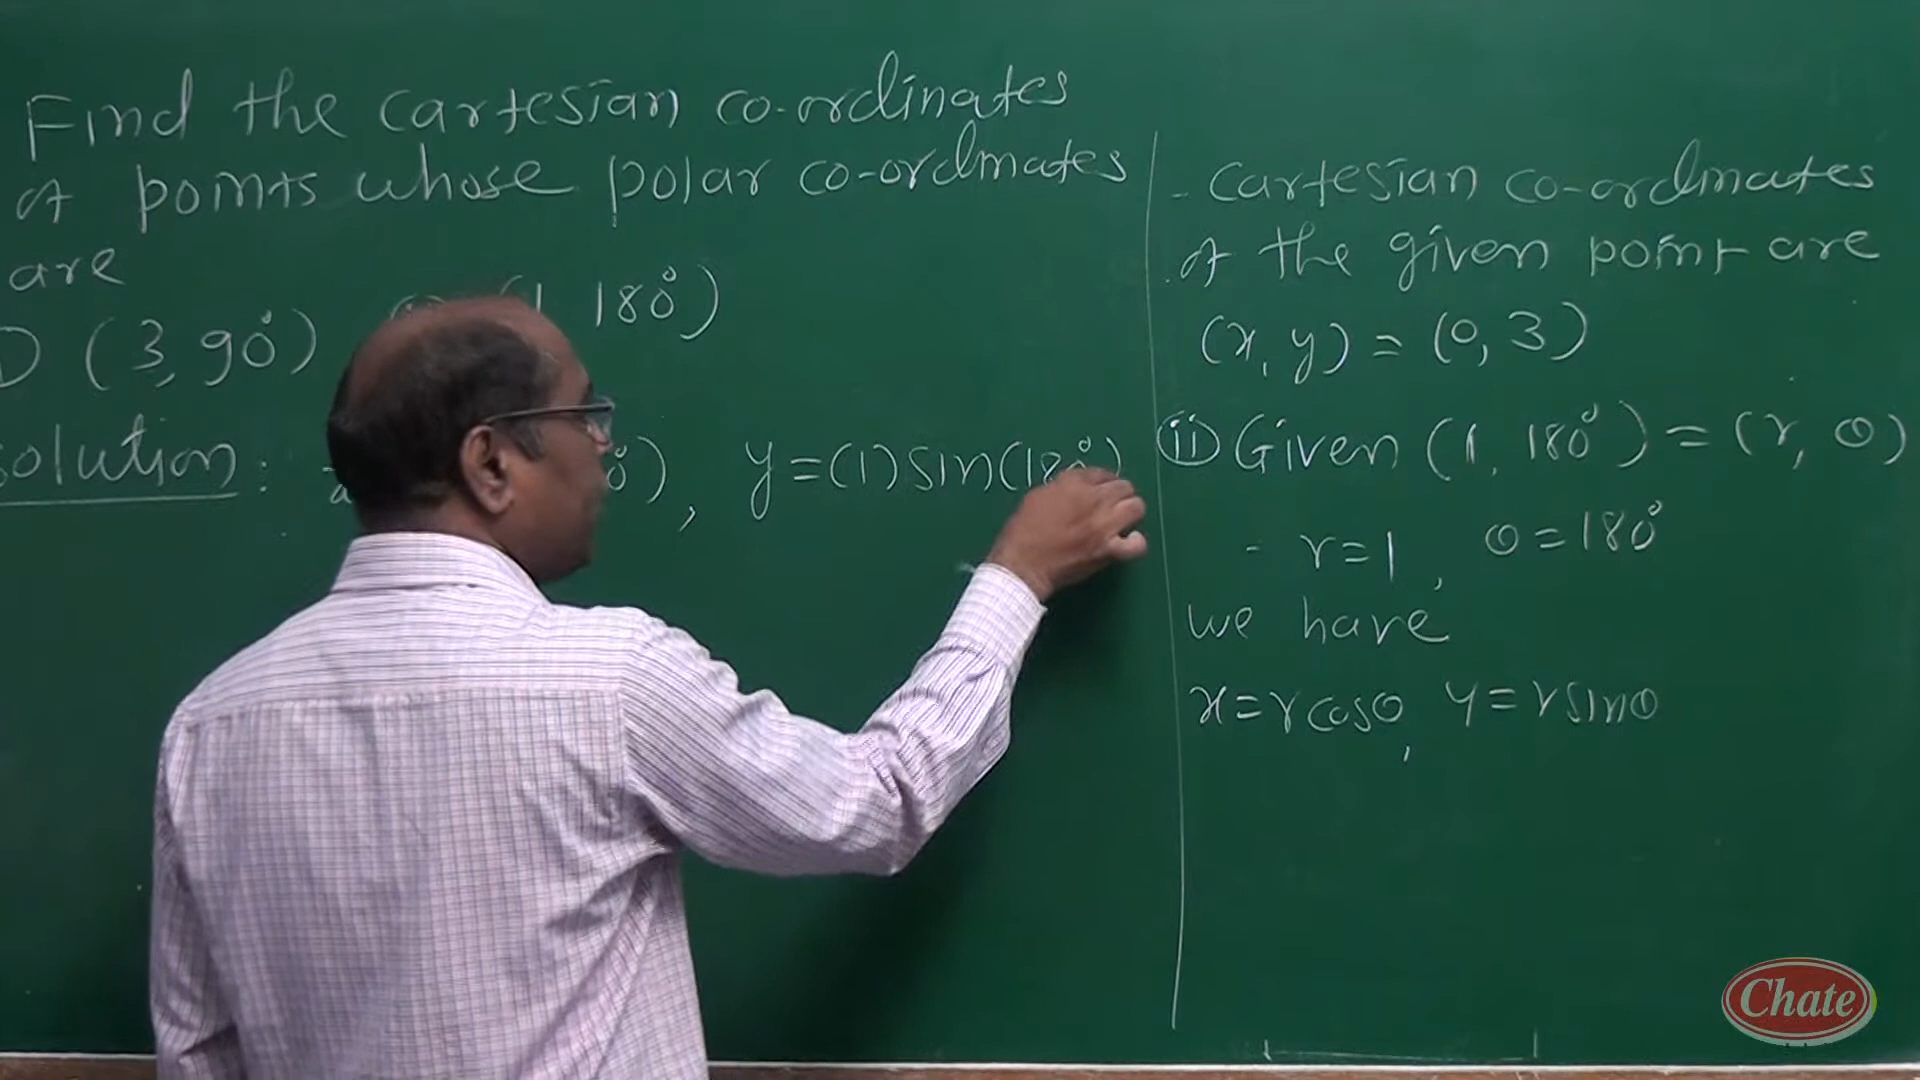 Find the cartesian co-ordinates
of points whose polar co-ordinates
are
(3, 90°) (1, 180°)
solution: 0°), y=(1)sin(180°)
- cartesian co-ordinates
of the given point are
(x, y) = (0, 3)
ii) Given (1, 180°) = (r, θ)
- r=1, θ=180°
we have
x=rcosθ, y=rsinθ
Chate